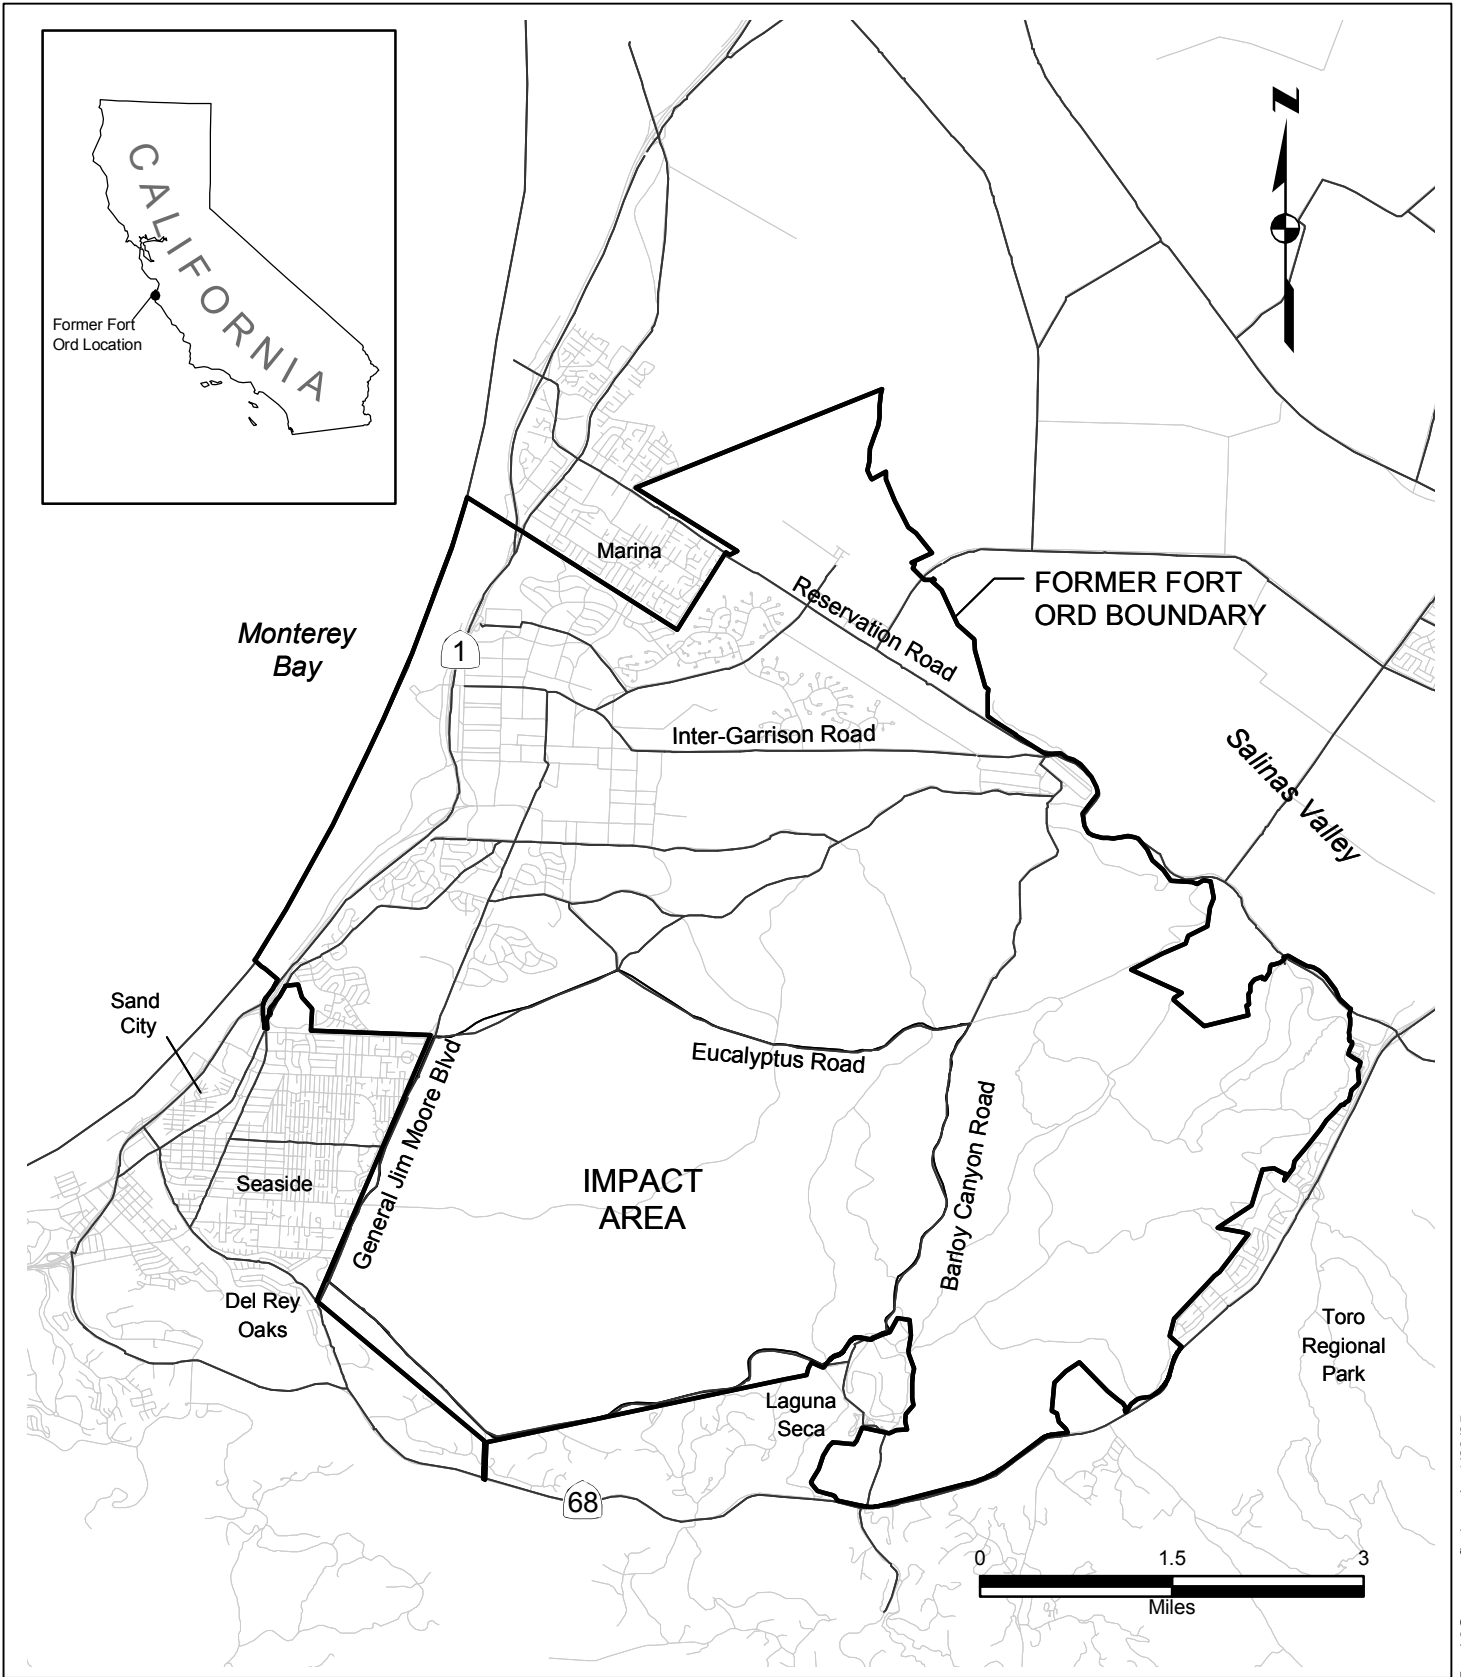 CALIFORNIA
Former Fort
Ord Location
N
Marina
FORMER FORT
ORD BOUNDARY
Reservation Road
Monterey
Bay
1
Inter-Garrison Road
Salinas Valley
Sand
City
Eucalyptus Road
General Jim Moore Blvd
Barloy Canyon Road
IMPACT
AREA
Seaside
Del Rey
Oaks
Toro
Regional
Park
Laguna
Seca
68
0 1.5 3
Miles